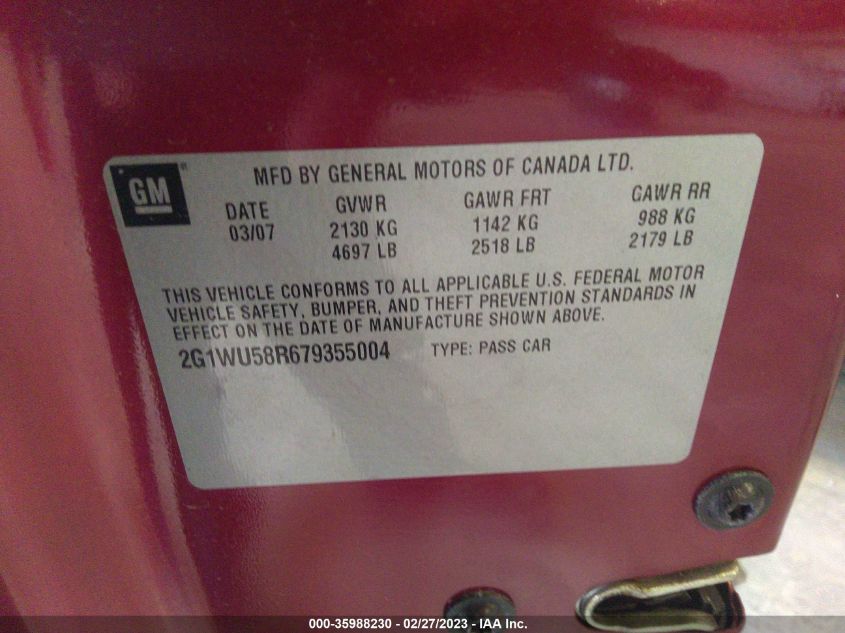 GM
MFD BY GENERAL MOTORS OF CANADA LTD.
DATE GVWR GAWR FRT GAWR RR
03/07 2130 KG 1142 KG 988 KG
4697 LB 2518 LB 2179 LB
THIS VEHICLE CONFORMS TO ALL APPLICABLE U.S. FEDERAL MOTOR
VEHICLE SAFETY, BUMPER, AND THEFT PREVENTION STANDARDS IN
EFFECT ON THE DATE OF MANUFACTURE SHOWN ABOVE.
2G1WU58R679355004 TYPE: PASS CAR
000-35988230 - 02/27/2023 - IAA Inc.